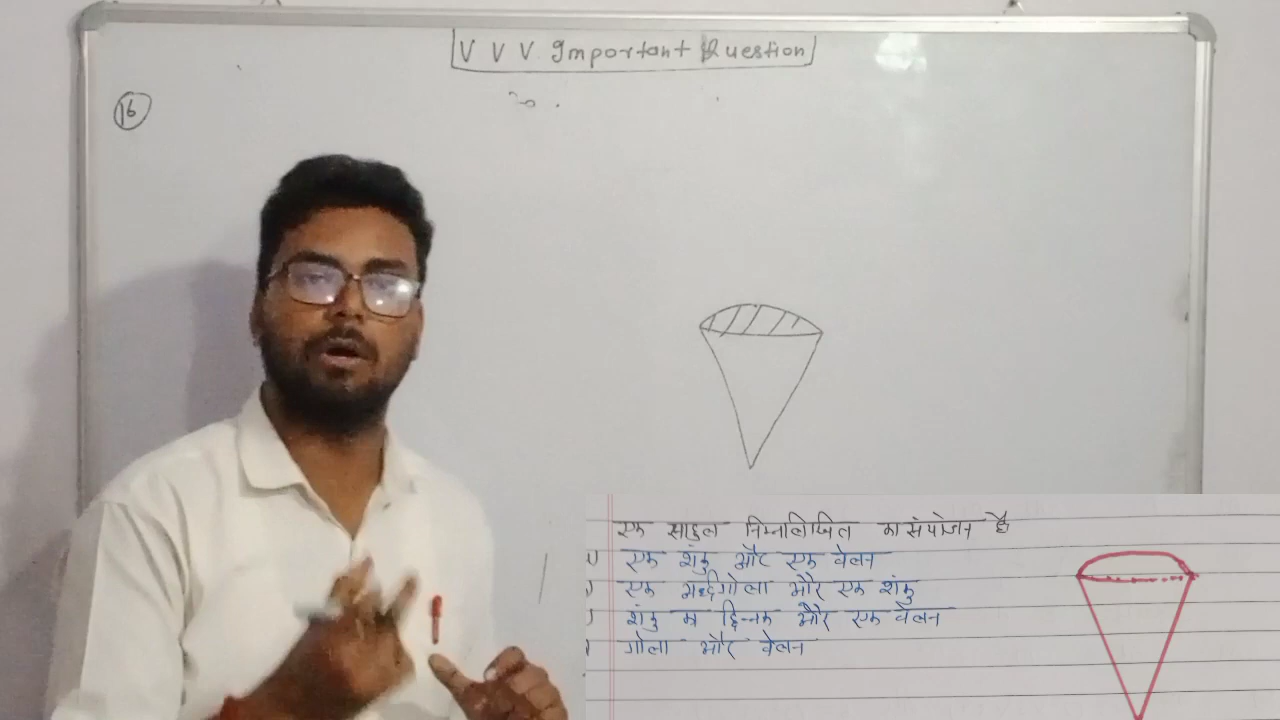 V V V Important Question
16
एक साहुल निम्नलिखित का संयोजन है
एक शंकु और एक बेलन
एक अर्द्धगोला और एक शंकु
शंकु का छिन्नक और एक बेलन
गोला और बेलन